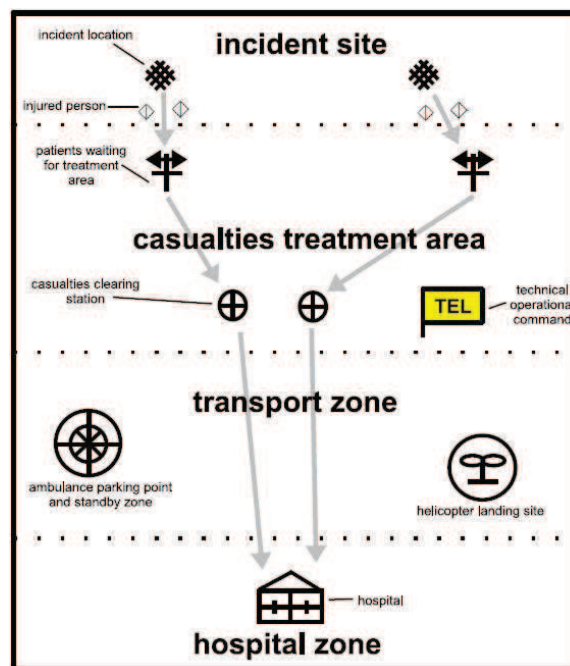 incident location
incident site
injured person
patients waiting
for treatment
area
casualties treatment area
casualties clearing
station
TEL
technical
operational
command
transport zone
ambulance parking point
and standby zone
helicopter landing site
hospital
hospital zone